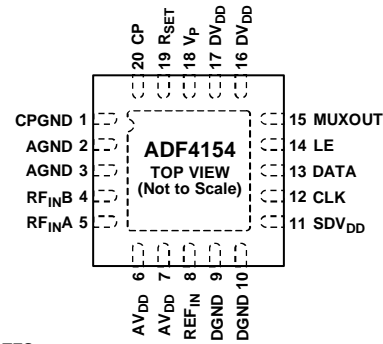 20 CP
19 RSET
18 VP
17 DVDD
16 DVDD
CPGND 1
AGND 2
AGND 3
RFINB 4
RFINA 5
ADF4154
TOP VIEW
(Not to Scale)
15 MUXOUT
14 LE
13 DATA
12 CLK
11 SDVDD
AVDD 6
AVDD 7
REFIN 8
DGND 9
DGND 10